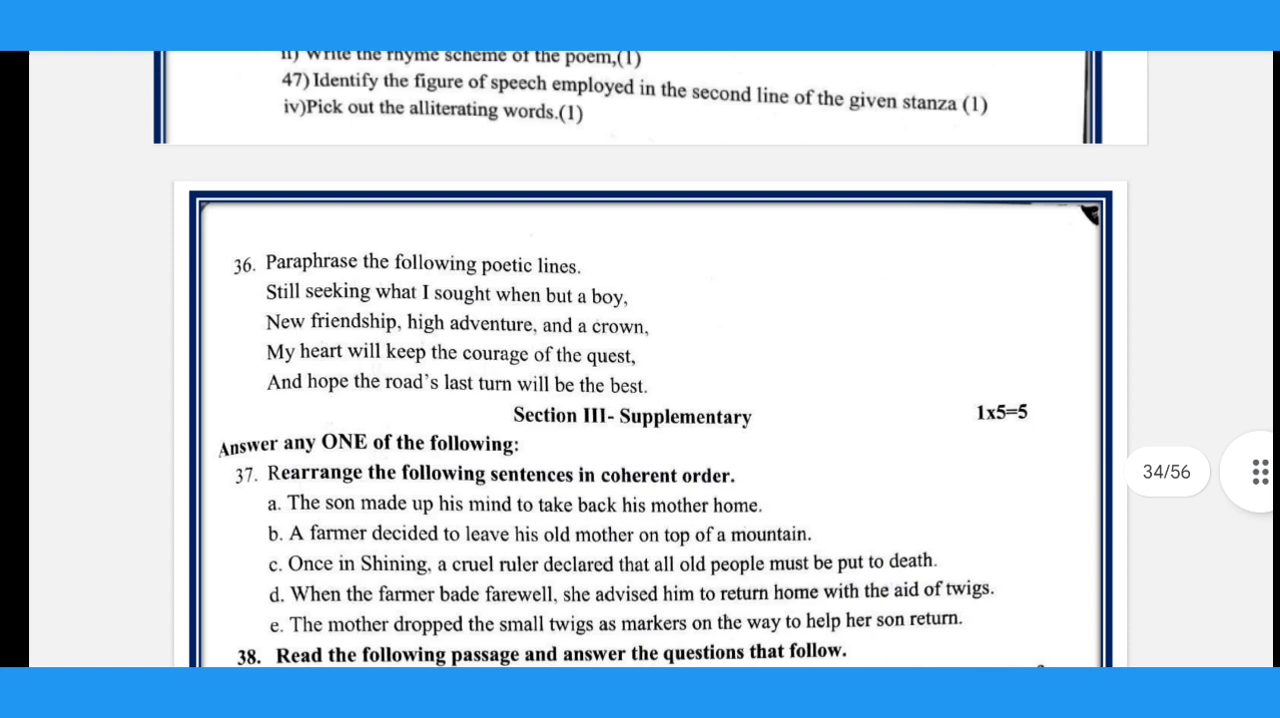 ii) Write the rhyme scheme of the poem,(1)
47) Identify the figure of speech employed in the second line of the given stanza (1)
iv)Pick out the alliterating words.(1)
36. Paraphrase the following poetic lines.
Still seeking what I sought when but a boy,
New friendship, high adventure, and a crown,
My heart will keep the courage of the quest,
And hope the road's last turn will be the best.
Section III- Supplementary 1x5=5
Answer any ONE of the following:
37. Rearrange the following sentences in coherent order.
a. The son made up his mind to take back his mother home.
b. A farmer decided to leave his old mother on top of a mountain.
c. Once in Shining, a cruel ruler declared that all old people must be put to death.
34/56
d. When the farmer bade farewell, she advised him to return home with the aid of twigs.
e. The mother dropped the small twigs as markers on the way to help her son return.
38. Read the following passage and answer the questions that follow.